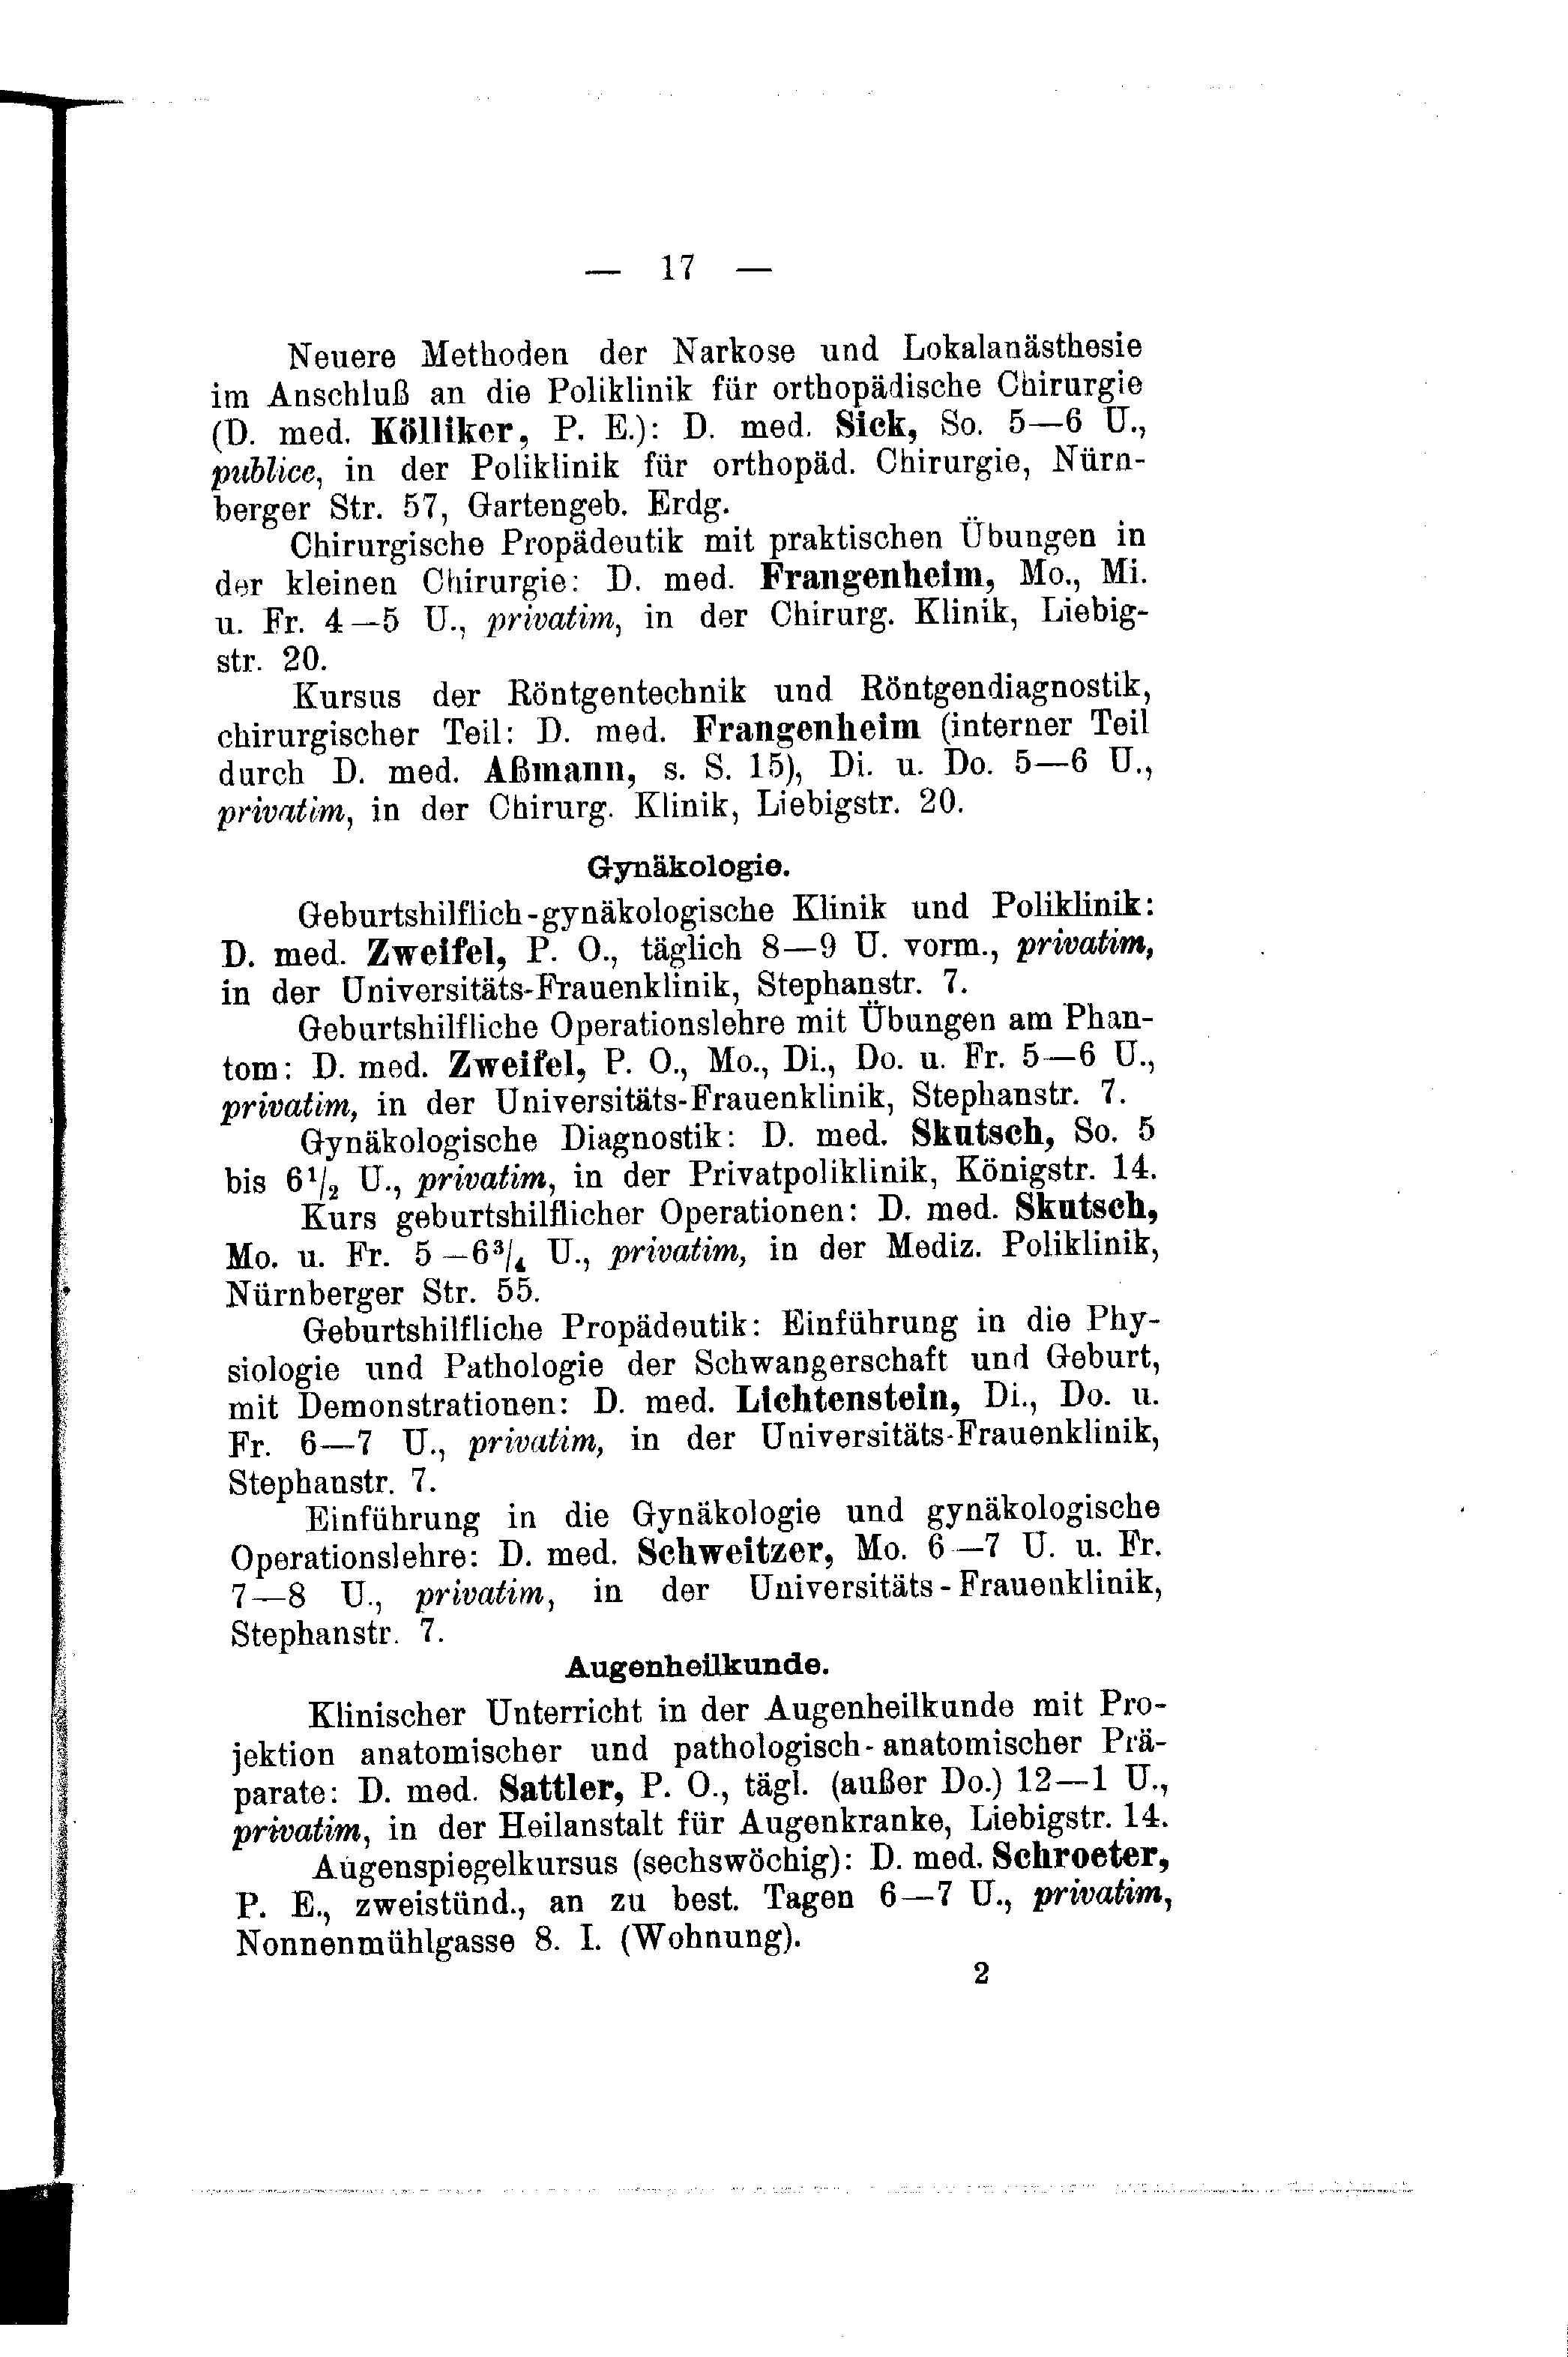 — 17 —
Neuere Methoden der Narkose und Lokalanästhesie
im Anschluß an die Poliklinik für orthopädische Chirurgie
(D. med. Kölliker, P. E.): D. med. Sick, So. 5—6 U.,
publice, in der Poliklinik für orthopäd. Chirurgie, Nürn-
berger Str. 57, Gartengeb. Erdg.
Chirurgische Propädeutik mit praktischen Übungen in
der kleinen Chirurgie: D. med. Frangenheim, Mo., Mi.
u. Fr. 4—5 U., privatim, in der Chirurg. Klinik, Liebig-
str. 20.
Kursus der Röntgentechnik und Röntgendiagnostik,
chirurgischer Teil: D. med. Frangenheim (interner Teil
durch D. med. Aßmann, s. S. 15), Di. u. Do. 5—6 U.,
privatim, in der Chirurg. Klinik, Liebigstr. 20.
Gynäkologie.
Geburtshilflich-gynäkologische Klinik und Poliklinik:
D. med. Zweifel, P. O., täglich 8—9 U. vorm., privatim,
in der Universitäts-Frauenklinik, Stephanstr. 7.
Geburtshilfliche Operationslehre mit Übungen am Phan-
tom: D. med. Zweifel, P. O., Mo., Di., Do. u. Fr. 5—6 U.,
privatim, in der Universitäts-Frauenklinik, Stephanstr. 7.
Gynäkologische Diagnostik: D. med. Skutsch, So. 5
bis 6 1/2 U., privatim, in der Privatpoliklinik, Königstr. 14.
Kurs geburtshilflicher Operationen: D. med. Skutsch,
Mo. u. Fr. 5—6 3/4 U., privatim, in der Mediz. Poliklinik,
Nürnberger Str. 55.
Geburtshilfliche Propädeutik: Einführung in die Phy-
siologie und Pathologie der Schwangerschaft und Geburt,
mit Demonstrationen: D. med. Lichtenstein, Di., Do. u.
Fr. 6—7 U., privatim, in der Universitäts-Frauenklinik,
Stephanstr. 7.
Einführung in die Gynäkologie und gynäkologische
Operationslehre: D. med. Schweitzer, Mo. 6—7 U. u. Fr.
7—8 U., privatim, in der Universitäts-Frauenklinik,
Stephanstr. 7.
Augenheilkunde.
Klinischer Unterricht in der Augenheilkunde mit Pro-
jektion anatomischer und pathologisch-anatomischer Prä-
parate: D. med. Sattler, P. O., tägl. (außer Do.) 12—1 U.,
privatim, in der Heilanstalt für Augenkranke, Liebigstr. 14.
Augenspiegelkursus (sechswöchig): D. med. Schroeter,
P. E., zweistünd., an zu best. Tagen 6—7 U., privatim,
Nonnenmühlgasse 8. I. (Wohnung).
2